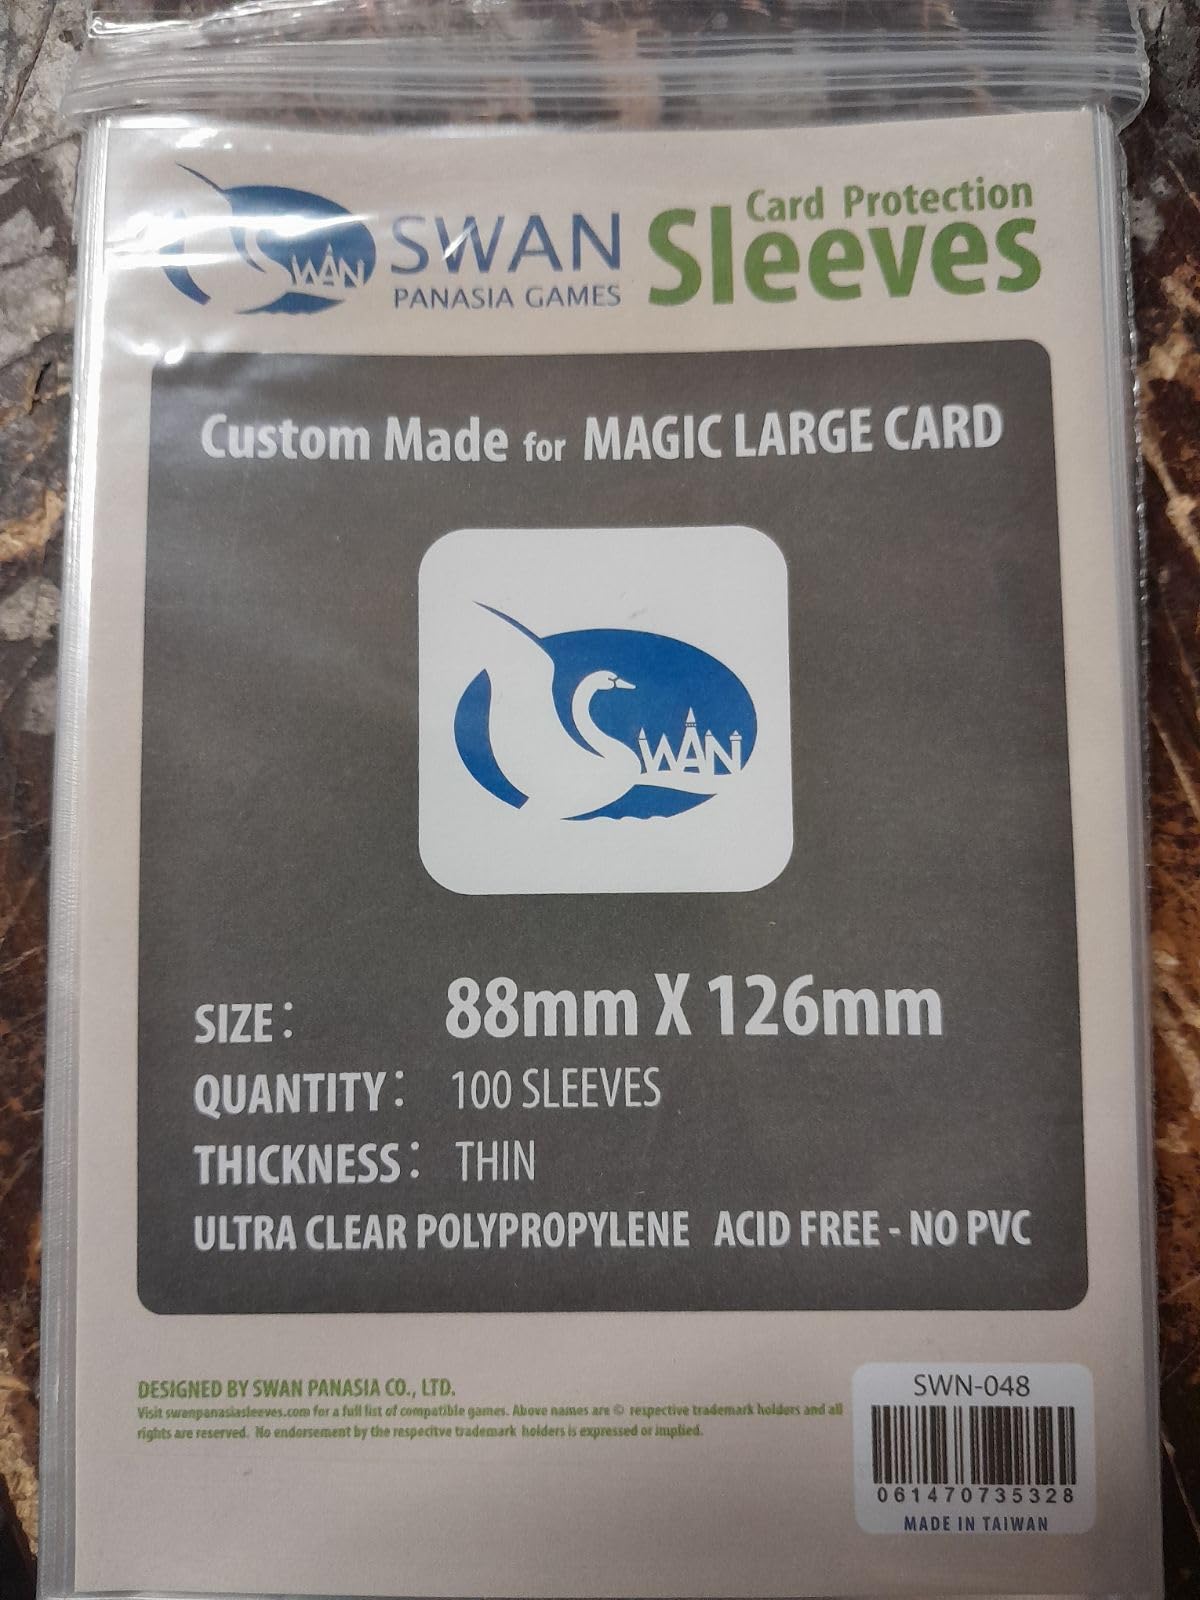 SWAN
SWAN
PANASIA GAMES
Card Protection
Sleeves
Custom Made for MAGIC LARGE CARD
SWAN
SIZE: 88mm X 126mm
QUANTITY: 100 SLEEVES
THICKNESS: THIN
ULTRA CLEAR POLYPROPYLENE ACID FREE - NO PVC
DESIGNED BY SWAN PANASIA CO., LTD.
Visit swanpanasiasleeves.com for a full list of compatible games. Above names are © respective trademark holders and all
rights are reserved. No endorsement by the respecitve trademark holders is expressed or implied.
SWN-048
061470735328
MADE IN TAIWAN